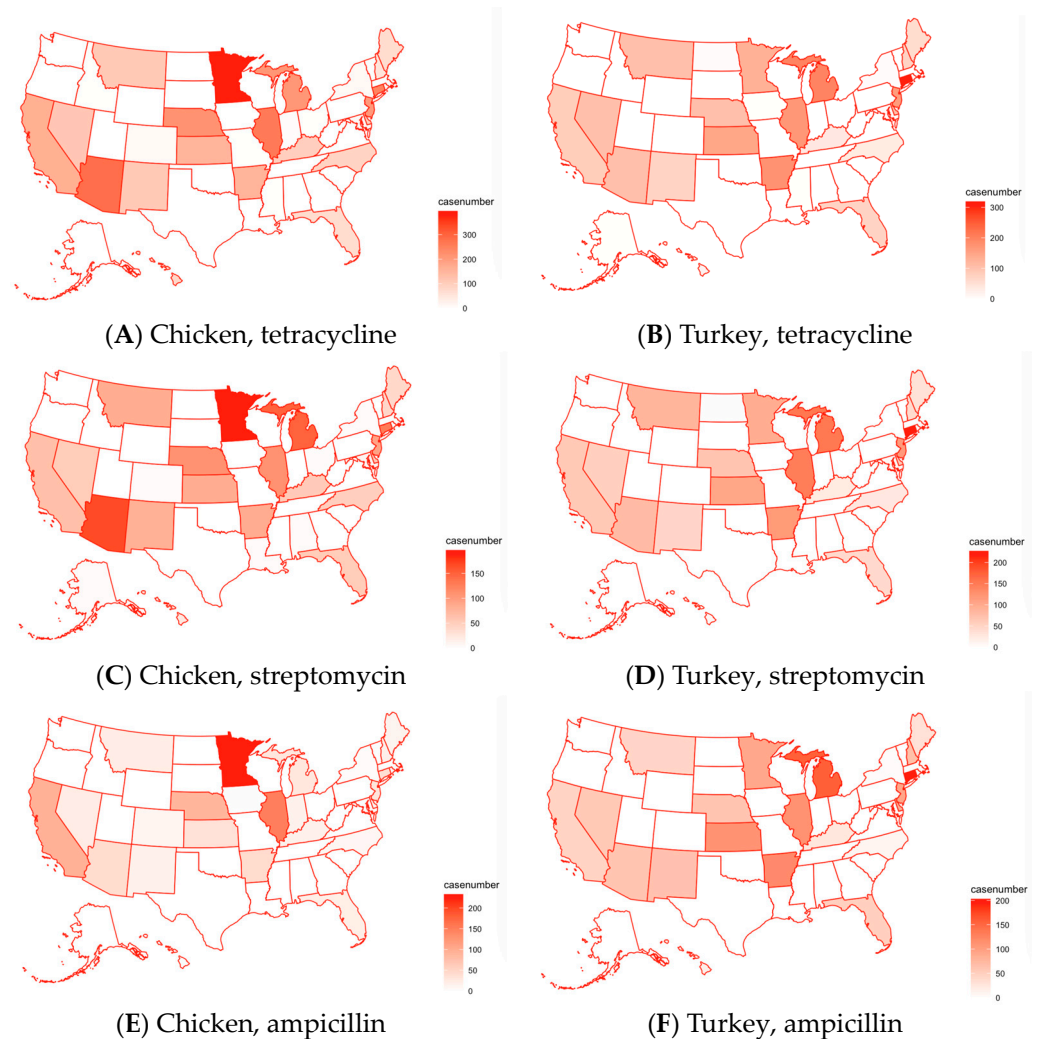 casenumber
300
200
100
0
casenumber
300
200
100
0
(A) Chicken, tetracycline
(B) Turkey, tetracycline
casenumber
150
100
50
0
casenumber
200
150
100
50
0
(C) Chicken, streptomycin
(D) Turkey, streptomycin
casenumber
200
150
100
50
0
casenumber
200
150
100
50
0
(E) Chicken, ampicillin
(F) Turkey, ampicillin